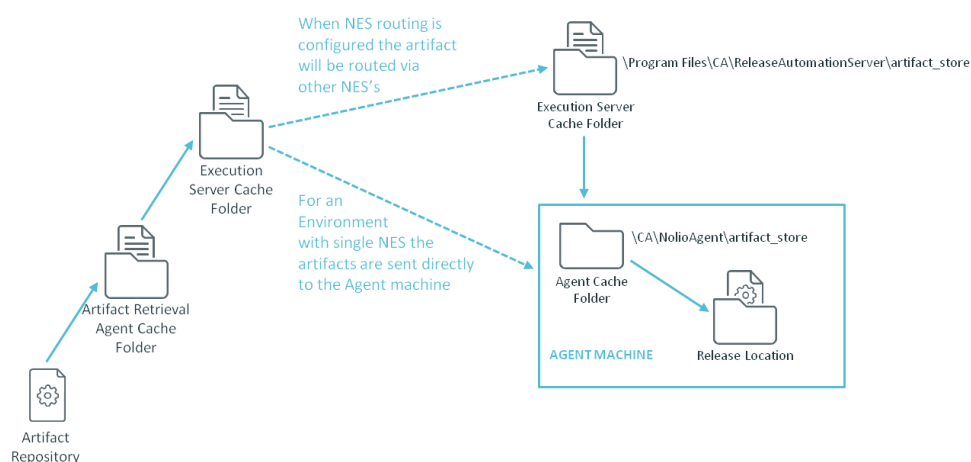 When NES routing is
configured the artifact
will be routed via
other NES's
\Program Files\CA\ReleaseAutomationServer\artifact_store
Execution Server
Cache Folder
Execution
Server Cache
Folder
For an
Environment
with single NES the
artifacts are sent directly
to the Agent machine
\CA\NolioAgent\artifact_store
Agent Cache
Folder
Artifact Retrieval
Agent Cache
Folder
AGENT MACHINE
Release Location
Artifact
Repository